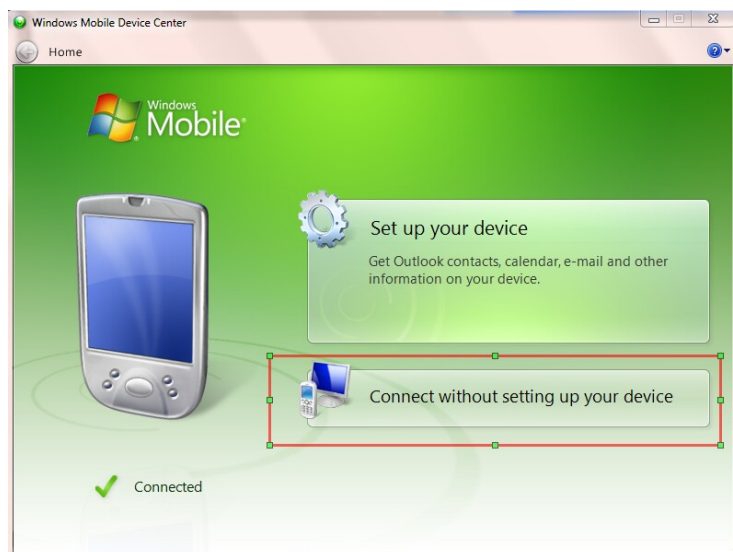 Windows Mobile Device Center
Home
Windows
Mobile
Set up your device
Get Outlook contacts, calendar, e-mail and other
information on your device.
Connect without setting up your device
Connected